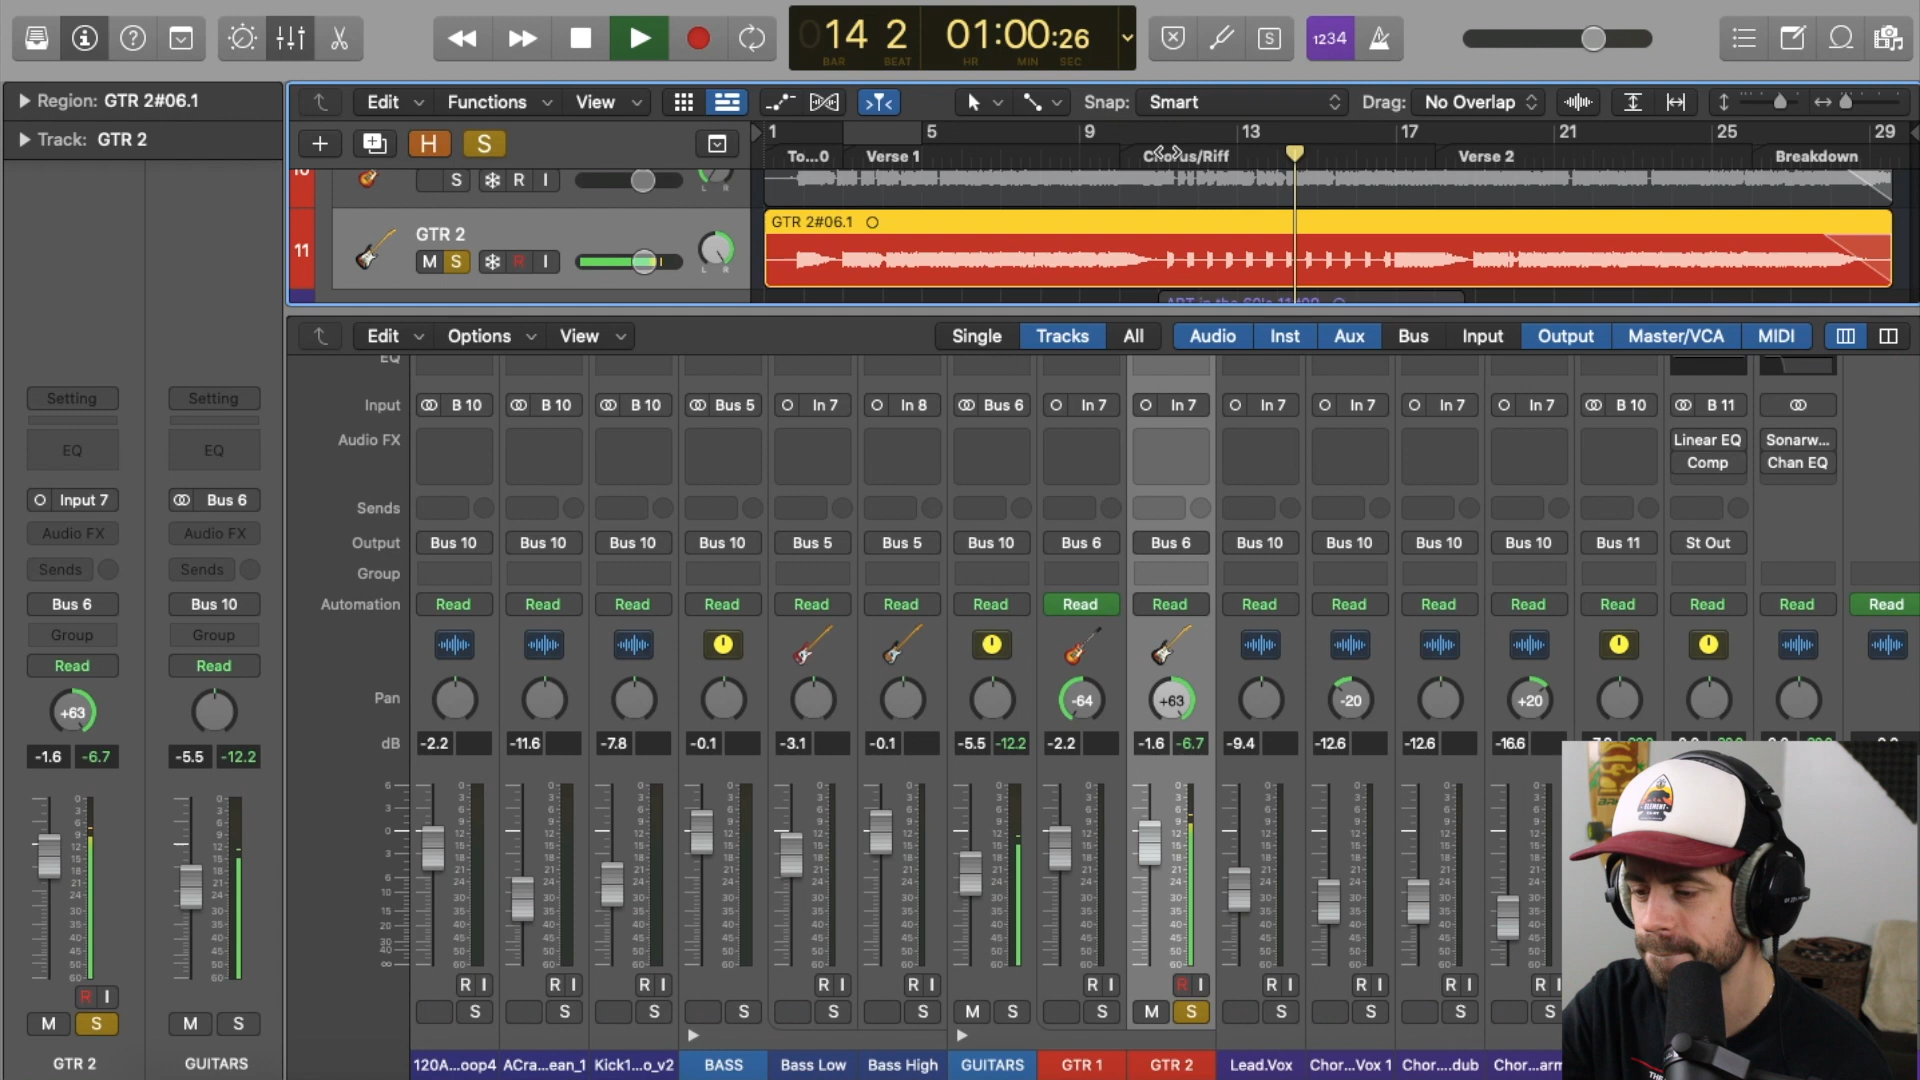 14 2 01:00:26
BAR BEAT HR MIN SEC
S 1234
Region: GTR 2#06.1
Track: GTR 2
Edit Functions View Snap: Smart Drag: No Overlap
H S 1 5 9 13 17 21 25 29
To...0 Verse 1 Verse 2 Breakdown
S R I L R
11 GTR 2 GTR 2#06.1
M S R I L R
Edit Options View Single Tracks All Audio Inst Aux Bus Input Output Master/VCA MIDI
EQ
Setting Setting
EQ EQ
Input 7 Bus 6
Audio FX Audio FX
Sends Sends
Bus 6 Bus 10
Group Group
Read Read
+63
-1.6 -6.7 -5.5 -12.2
R I
M S M S
GTR 2 GUITARS
Input B 10 B 10 B 10 Bus 5 In 7 In 8 Bus 6 In 7 In 7 In 7 In 7 In 7 In 7 B 10 B 11
Audio FX Linear EQ Sonarw...
Comp Chan EQ
Sends
Output Bus 10 Bus 10 Bus 10 Bus 10 Bus 5 Bus 5 Bus 10 Bus 6 Bus 6 Bus 10 Bus 10 Bus 10 Bus 10 Bus 11 St Out
Group
Automation Read Read Read Read Read Read Read Read Read Read Read Read Read Read Read Read Read
Pan -64 +63 -20 +20
dB -2.2 -11.6 -7.8 -0.1 -3.1 -0.1 -5.5 -12.2 -2.2 -1.6 -6.7 -9.4 -12.6 -12.6 -16.6
R I R I R I R I R I R I R I R I R I R I R I
S S S S S S M S S M S S S S S
120A...oop4 ACra...ean_1 Kick1...o_v2 BASS Bass Low Bass High GUITARS GTR 1 GTR 2 Lead.Vox Chor...Vox 1 Chor....dub Chor...arm
ELEMENT